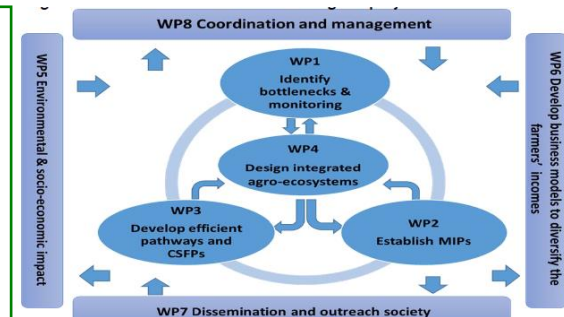 WP8 Coordination and management
WP5 Environmental & socio-economic impact
WP1
Identify
bottlenecks &
monitoring
WP4
Design integrated
agro-ecosystems
WP3
Develop efficient
pathways and
CSFPs
WP2
Establish MIPs
WP6 Develop business models to diversify the
farmers' incomes
WP7 Dissemination and outreach society